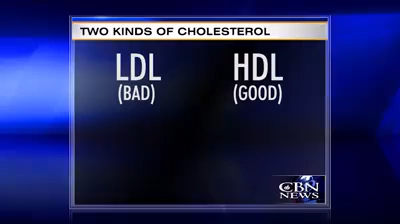 TWO KINDS OF CHOLESTEROL
LDL HDL
(BAD) (GOOD)
CBN
NEWS